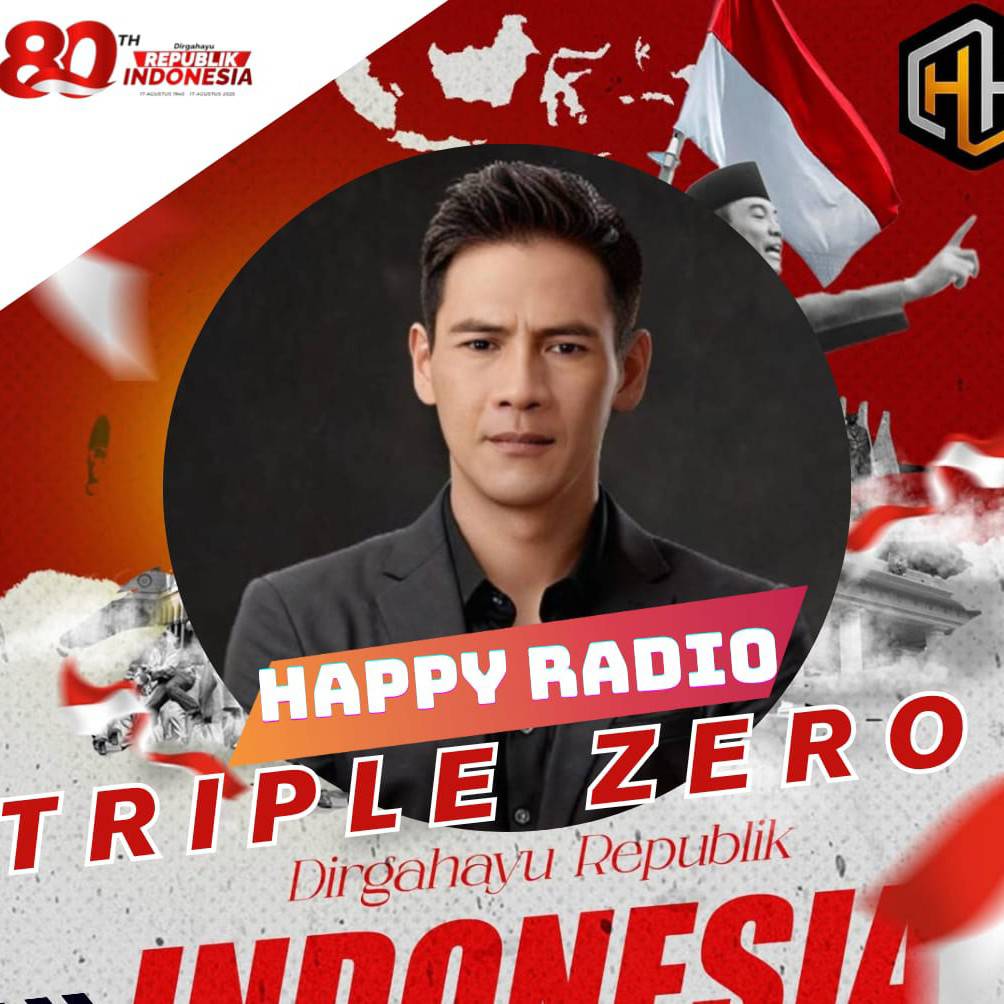 80TH
Dirgahayu
REPUBLIK
INDONESIA
17 AGUSTUS 1945 - 17 AGUSTUS 2025
HAPPY RADIO
TRIPLE ZERO
Dirgahayu Republik
INDONESIA